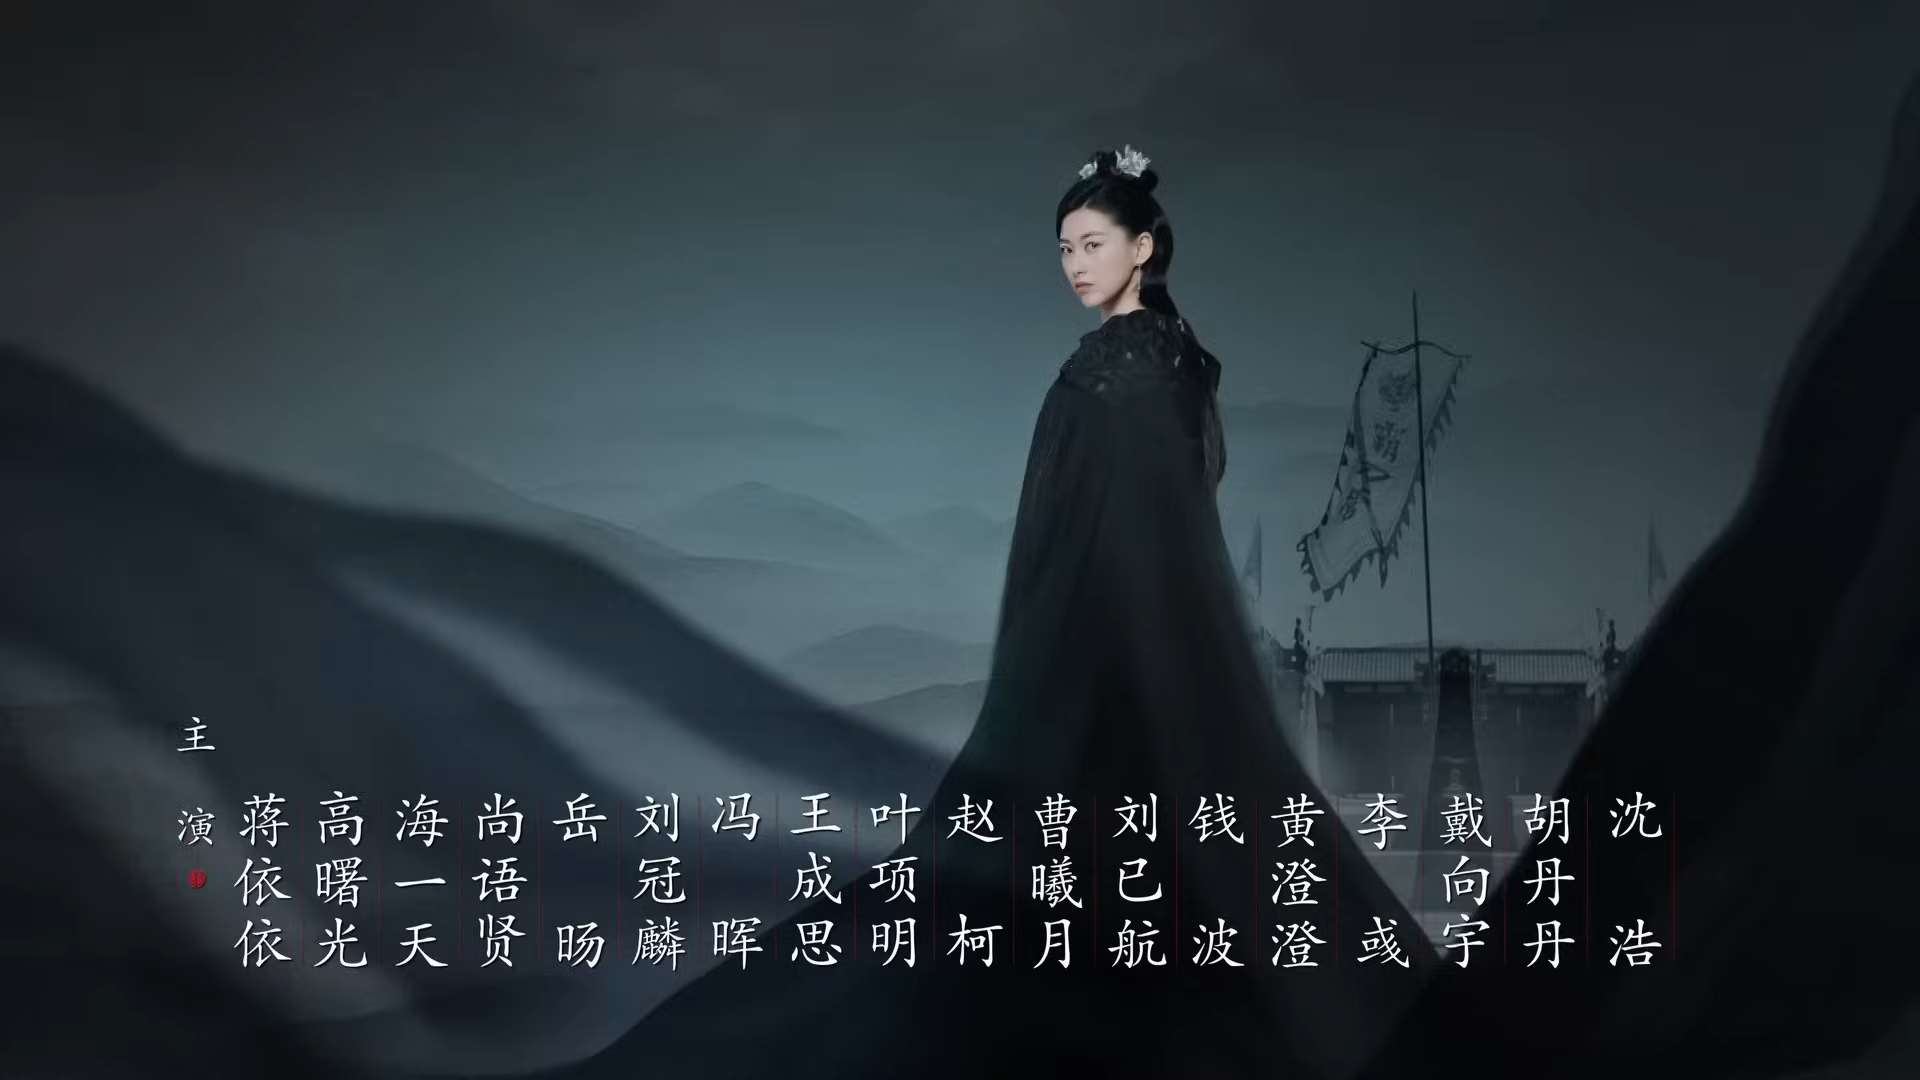 主演
蒋依依
高曙光
海一天
尚语贤
岳旸
刘冠麟
冯晖
王成思
叶项明
赵柯
曹曦月
刘已航
钱波
黄澄澄
李彧
戴向宇
胡丹丹
沈浩